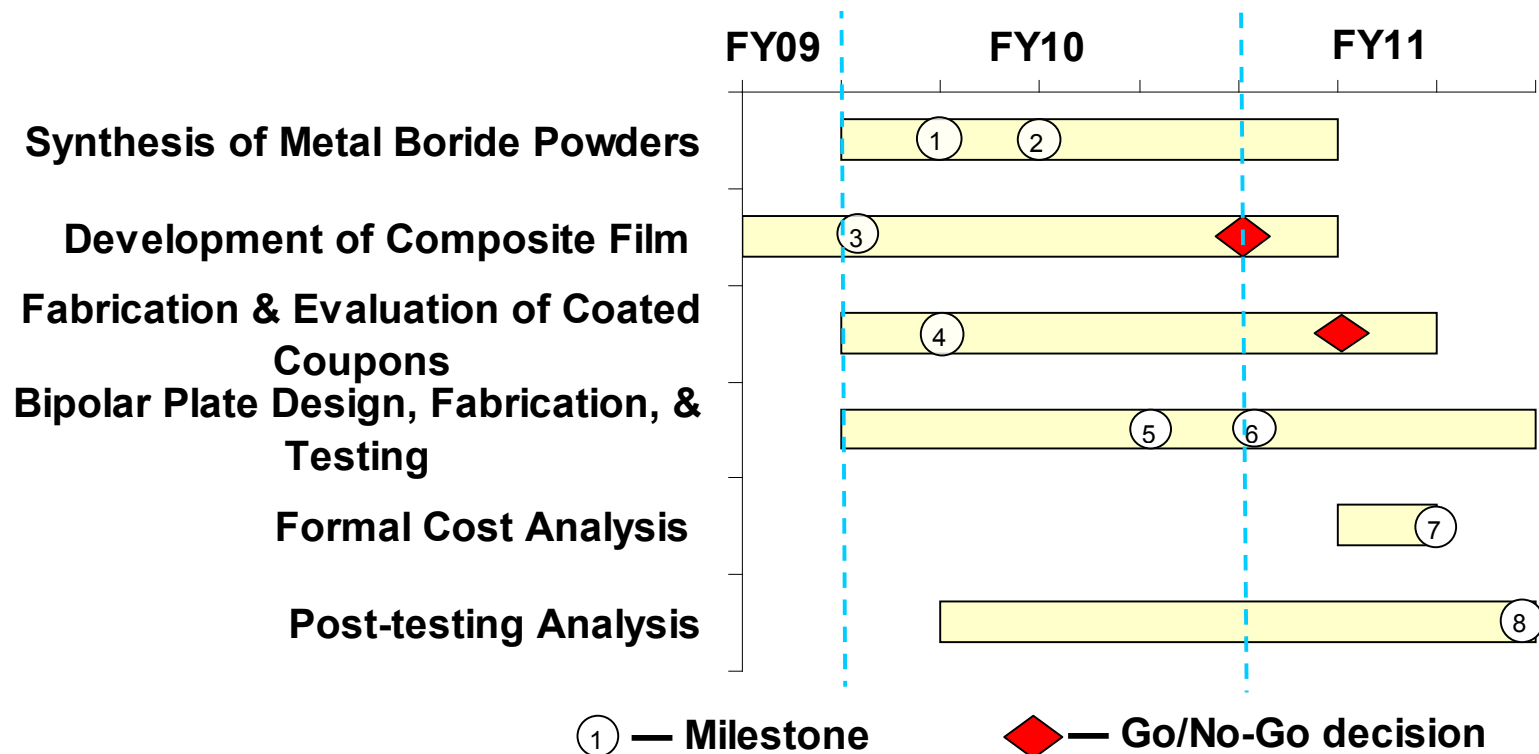 FY09 FY10 FY11
Synthesis of Metal Boride Powders
1 2
Development of Composite Film
3
Fabrication & Evaluation of Coated
Coupons
4
Bipolar Plate Design, Fabrication, &
Testing
5 6
Formal Cost Analysis
7
Post-testing Analysis
8
1 — Milestone — Go/No-Go decision